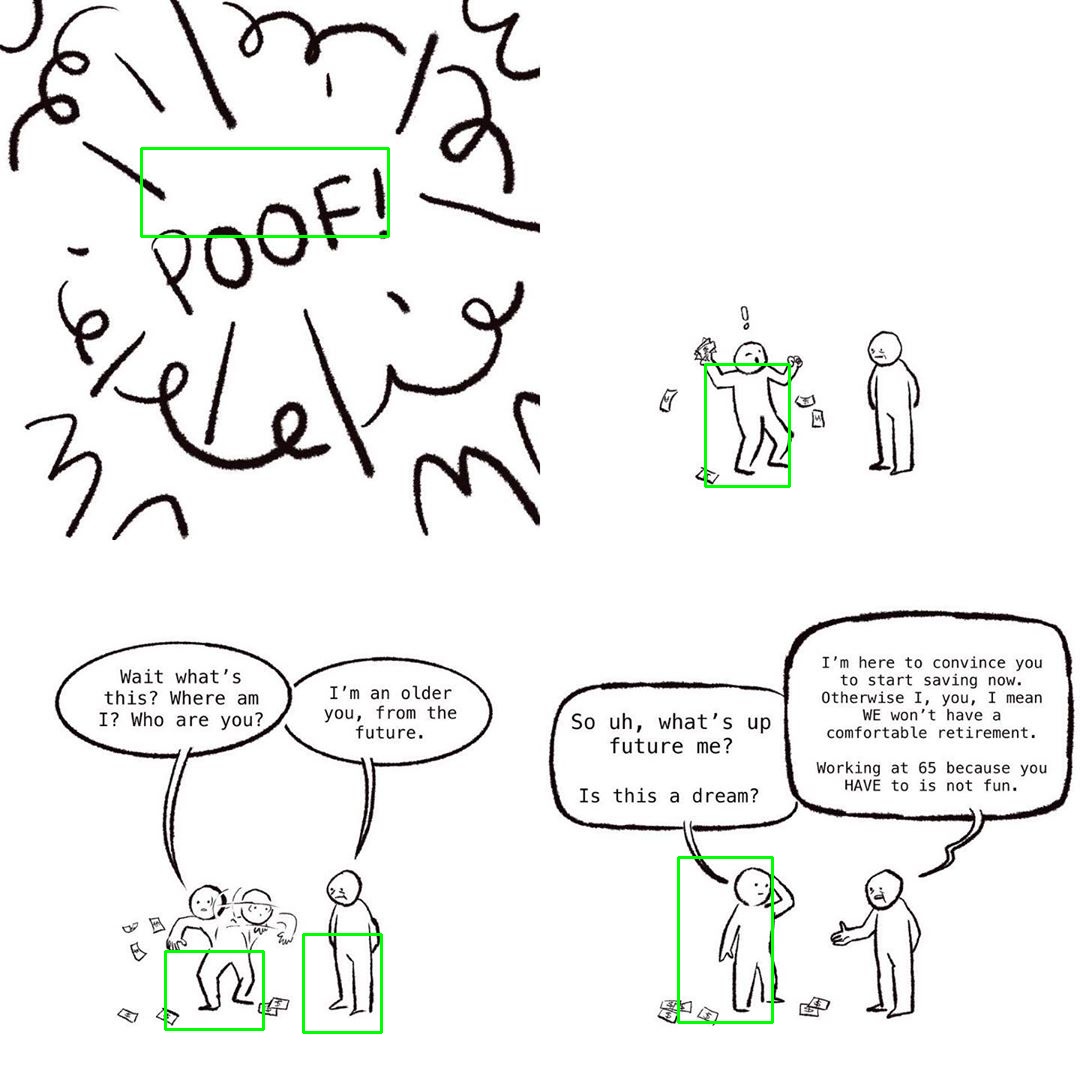 POOF!
!
Wait what's
this? Where am
I? Who are you?
I'm an older
you, from the
future.
So uh, what's up
future me?
Is this a dream?
I'm here to convince you
to start saving now.
Otherwise I, you, I mean
WE won't have a
comfortable retirement.
Working at 65 because you
HAVE to is not fun.